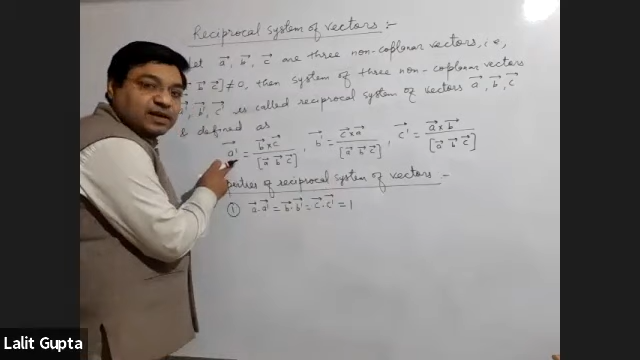 Reciprocal System of vectors :-
Let a⃗, b⃗, c⃗ are three non-coplanar vectors, i.e,
b⃗ c⃗] ≠ 0, then system of three non-coplanar vectors
b⃗', c⃗' is called reciprocal system of vectors a⃗, b⃗, c⃗
& defined as
a⃗' = b⃗ × c⃗ / [a⃗ b⃗ c⃗], b⃗' = c⃗ × a⃗ / [a⃗ b⃗ c⃗], c⃗' = a⃗ × b⃗ / [a⃗ b⃗ c⃗]
perties of reciprocal system of vectors :-
① a⃗·a⃗' = b⃗·b⃗' = c⃗·c⃗' = 1
Lalit Gupta